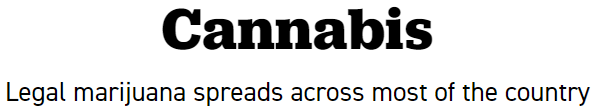 Cannabis
Legal marijuana spreads across most of the country